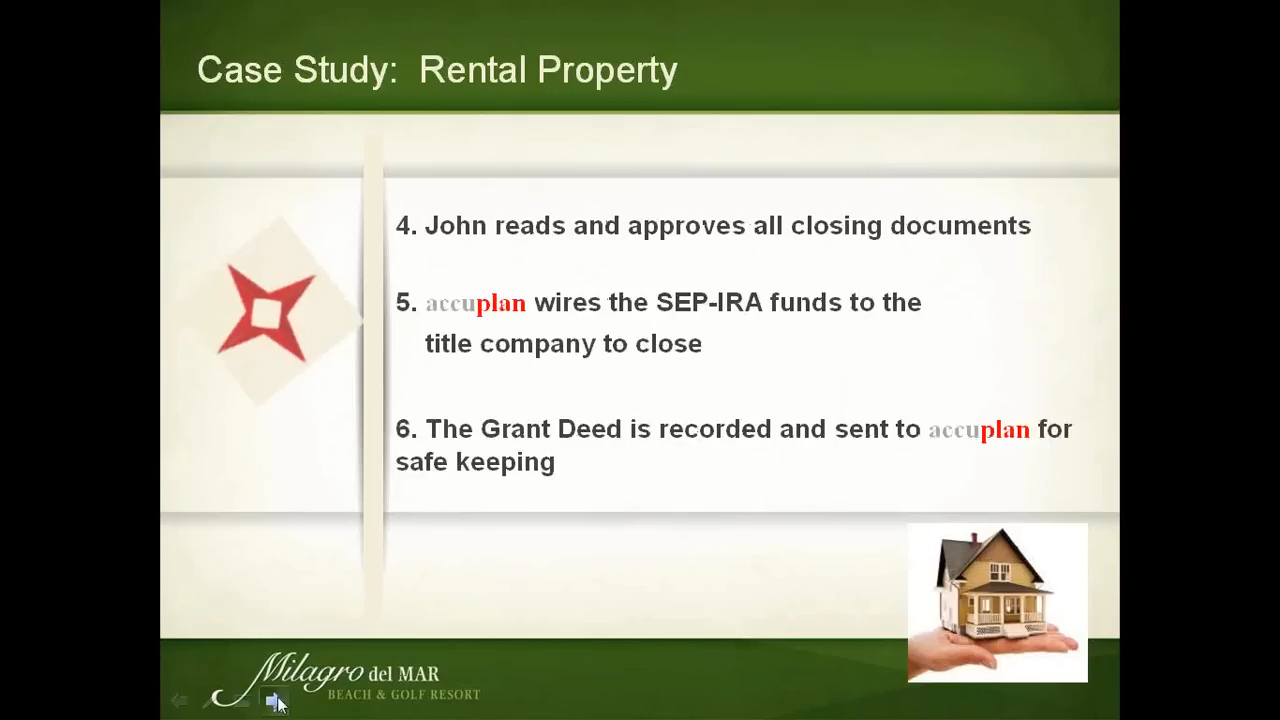 Case Study: Rental Property
4. John reads and approves all closing documents
5. accuplan wires the SEP-IRA funds to the
title company to close
6. The Grant Deed is recorded and sent to accuplan for
safe keeping
Milagro del MAR
BEACH & GOLF RESORT